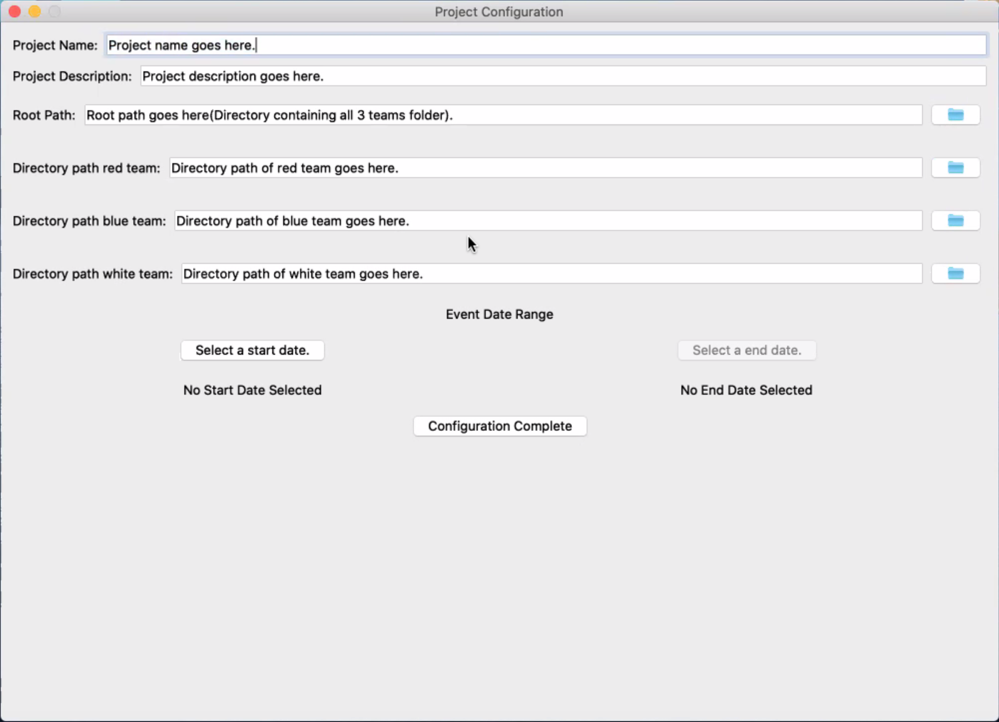 Project Configuration
Project Name: Project name goes here.
Project Description: Project description goes here.
Root Path: Root path goes here(Directory containing all 3 teams folder).
Directory path red team: Directory path of red team goes here.
Directory path blue team: Directory path of blue team goes here.
Directory path white team: Directory path of white team goes here.
Event Date Range
Select a start date. Select a end date.
No Start Date Selected No End Date Selected
Configuration Complete